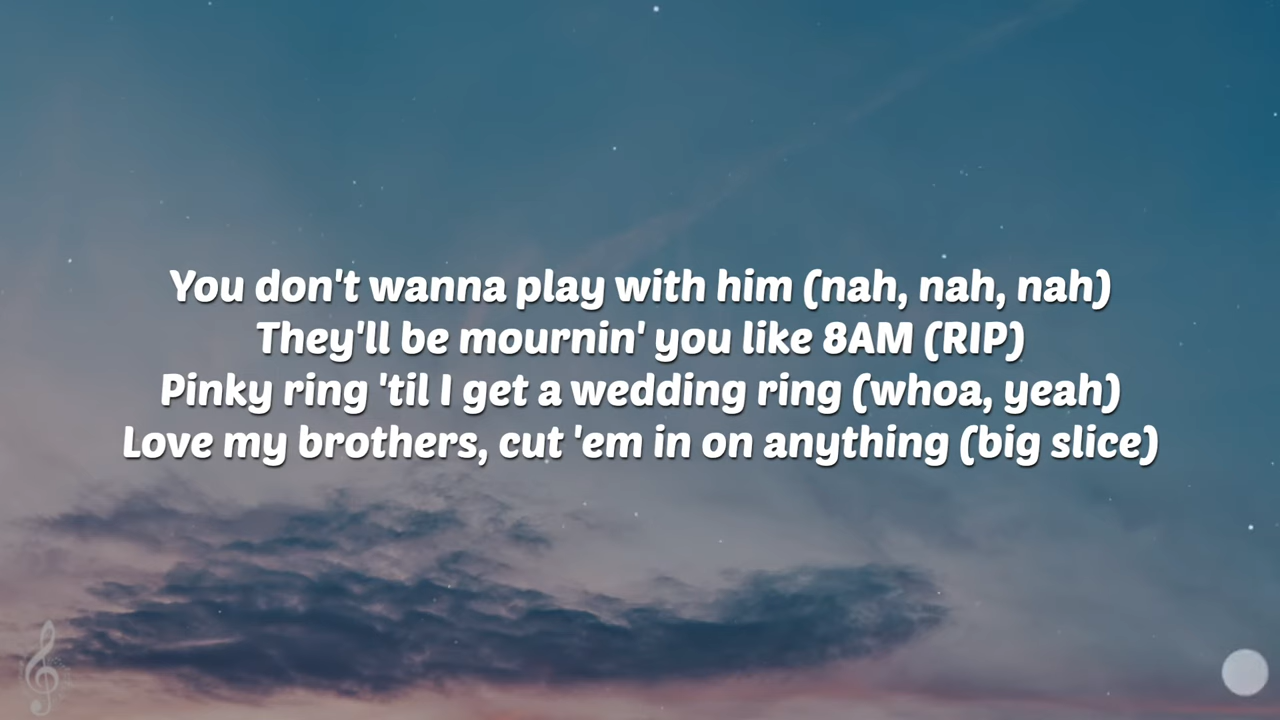 You don't wanna play with him (nah, nah, nah)
They'll be mournin' you like 8AM (RIP)
Pinky ring 'til I get a wedding ring (whoa, yeah)
Love my brothers, cut 'em in on anything (big slice)